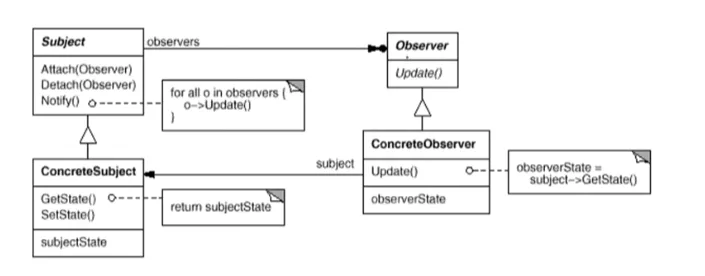 Subject
observers
Observer
Attach(Observer)
Detach(Observer)
Notify()
for all o in observers {
o->Update()
}
Update()
ConcreteSubject
subject
ConcreteObserver
GetState()
SetState()
return subjectState
subjectState
Update()
observerState
observerState =
subject->GetState()